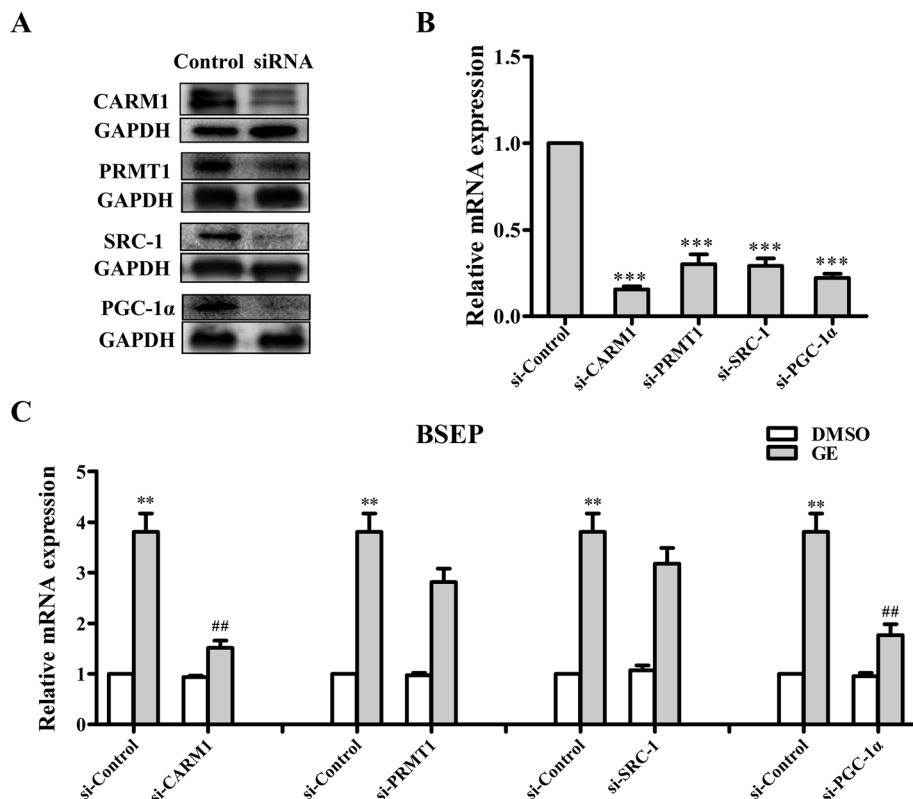 A
Control siRNA
CARM1
GAPDH
PRMT1
GAPDH
SRC-1
GAPDH
PGC-1α
GAPDH
B
Relative mRNA expression
1.5
1.0
0.5
0.0
***
***
***
***
si-Control
si-CARM1
si-PRMT1
si-SRC-1
si-PGC-1α
C
BSEP
DMSO
GE
Relative mRNA expression
5
4
3
2
1
0
**
##
**
**
**
##
si-Control
si-CARM1
si-Control
si-PRMT1
si-Control
si-SRC-1
si-Control
si-PGC-1α